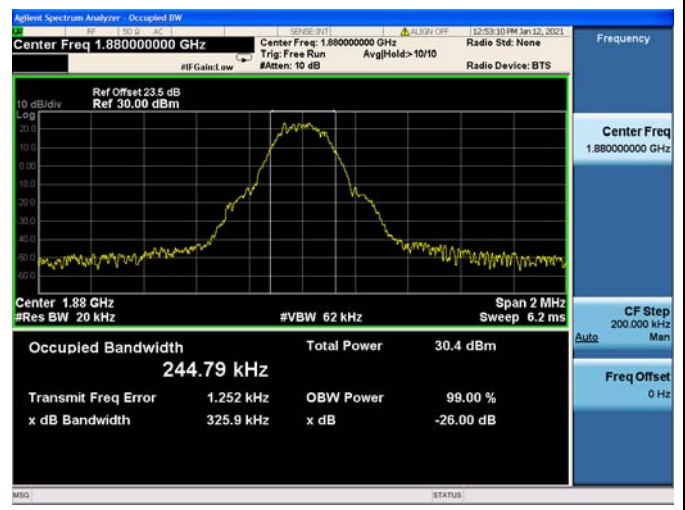 Agilent Spectrum Analyzer - Occupied BW
RF 50 Ω AC SENSE:INT ALIGN OFF 12:53:10 PM Jan 12, 2021
Center Freq 1.880000000 GHz Center Freq: 1.880000000 GHz Radio Std: None
Trig: Free Run Avg|Hold:> 10/10
#IFGain:Low #Atten: 10 dB Radio Device: BTS
Frequency
Ref Offset 23.5 dB
10 dB/div Ref 30.00 dBm
Log
20.0
10.0
0.00
-10.0
-20.0
-30.0
-40.0
-50.0
-60.0
Center 1.88 GHz Span 2 MHz
#Res BW 20 kHz #VBW 62 kHz Sweep 6.2 ms
Occupied Bandwidth Total Power 30.4 dBm
244.79 kHz
Transmit Freq Error 1.252 kHz OBW Power 99.00 %
x dB Bandwidth 325.9 kHz x dB -26.00 dB
Center Freq
1.880000000 GHz
CF Step
200.000 kHz
Auto Man
Freq Offset
0 Hz
MSG STATUS